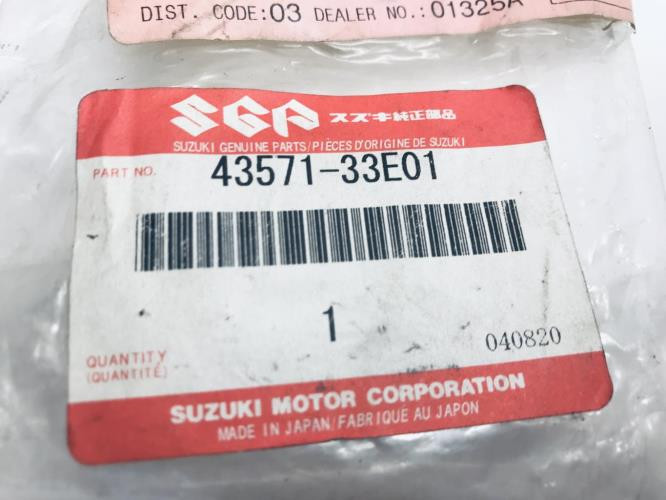 DIST. CODE:03 DEALER NO.:01325A
SGP スズキ純正部品
SUZUKI GENUINE PARTS/PIÈCES D'ORIGINE DE SUZUKI
PART NO. 43571-33E01
1
040820
QUANTITY
(QUANTITÉ)
SUZUKI MOTOR CORPORATION
MADE IN JAPAN/FABRIQUE AU JAPON